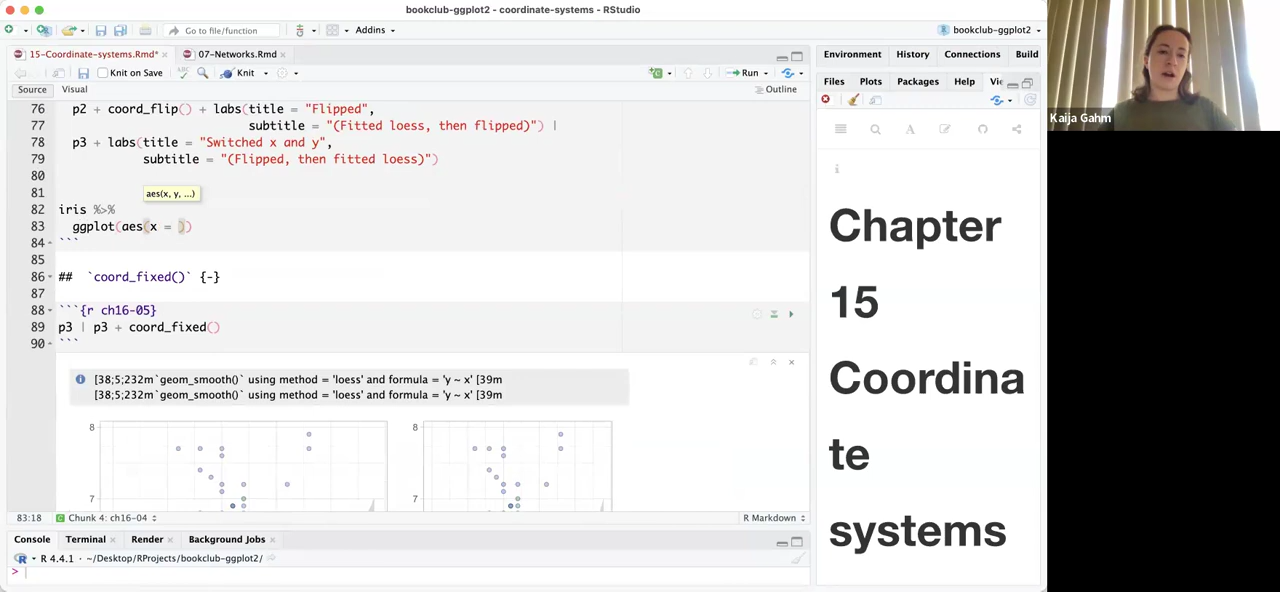 bookclub-ggplot2 - coordinate-systems - RStudio
Go to file/function
Addins
bookclub-ggplot2
15-Coordinate-systems.Rmd*
07-Networks.Rmd
Knit on Save
Knit
Run
Source
Visual
Outline
76 p2 + coord_flip() + labs(title = "Flipped",
77 subtitle = "(Fitted loess, then flipped)") |
78 p3 + labs(title = "Switched x and y",
79 subtitle = "(Flipped, then fitted loess)")
80
81
aes(x, y, ...)
82 iris %>%
83 ggplot(aes(x = ))
84 ```
85
86 ## `coord_fixed()` {-}
87
88 ```{r ch16-05}
89 p3 | p3 + coord_fixed()
90 ```
[38;5;232m`geom_smooth()` using method = 'loess' and formula = 'y ~ x' [39m
[38;5;232m`geom_smooth()` using method = 'loess' and formula = 'y ~ x' [39m
8
7
8
7
83:18
Chunk 4: ch16-04
R Markdown
Console
Terminal
Render
Background Jobs
R 4.4.1 · ~/Desktop/RProjects/bookclub-ggplot2/
>
Environment
History
Connections
Build
Files
Plots
Packages
Help
Vie
Chapter
15
Coordina
te
systems
Kaija Gahm